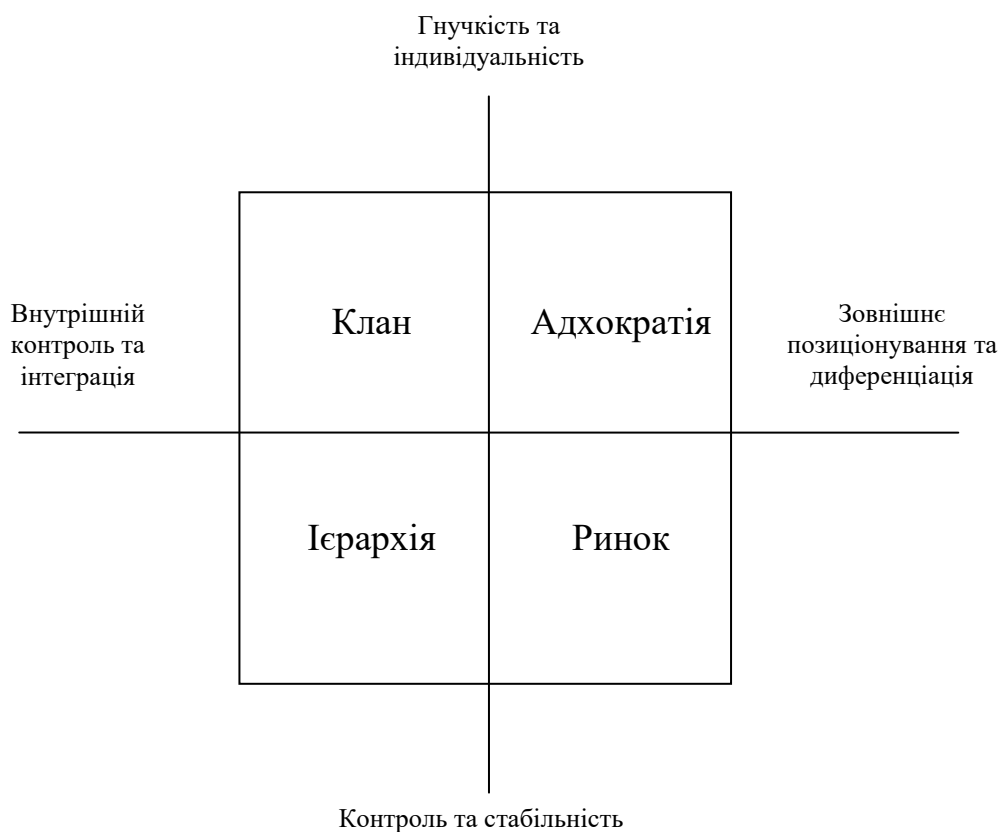 Гнучкість та
індивідуальність
Внутрішній
контроль та
інтеграція
Клан
Адхократія
Зовнішнє
позиціонування та
диференціація
Ієрархія
Ринок
Контроль та стабільність